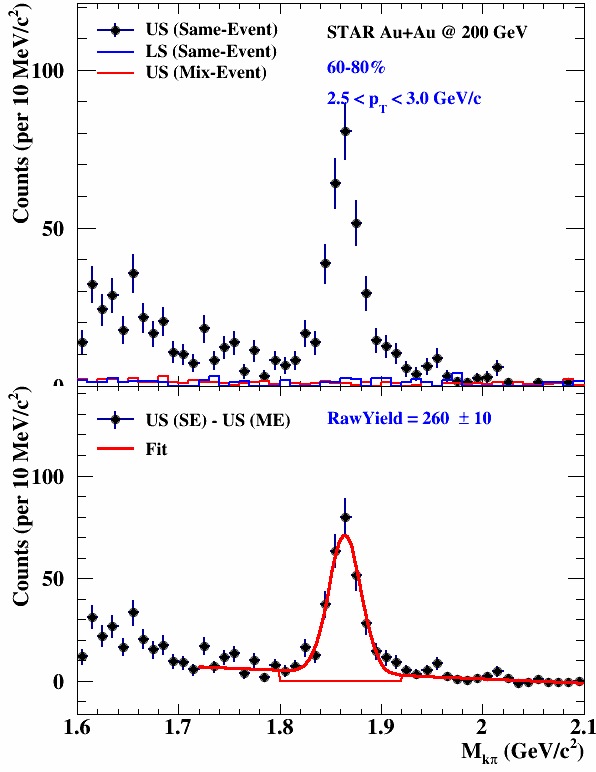 US (Same-Event)
LS (Same-Event)
US (Mix-Event)
STAR Au+Au @ 200 GeV
60-80%
2.5 < pT < 3.0 GeV/c
Counts (per 10 MeV/c²)
100
50
0
US (SE) - US (ME)
Fit
RawYield = 260 ± 10
Counts (per 10 MeV/c²)
100
50
0
1.6 1.7 1.8 1.9 2 2.1
Mkπ (GeV/c²)